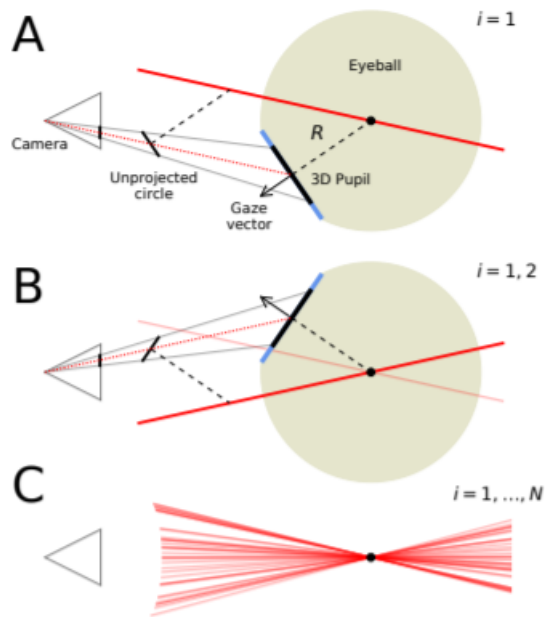 A
i = 1
Eyeball
R
Camera
Unprojected
circle
3D Pupil
Gaze
vector
B
i = 1, 2
C
i = 1, ..., N